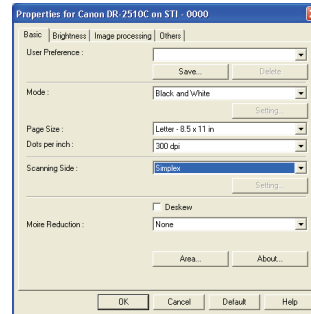 Properties for Canon DR-2510C on STI - 0000
Basic Brightness Image processing Others
User Preference :
Save... Delete
Mode : Black and White
Setting...
Page Size : Letter - 8.5 x 11 in
Dots per inch : 300 dpi
Scanning Side : Simplex
Setting...
Deskew
Moire Reduction : None
Area... About...
OK Cancel Default Help